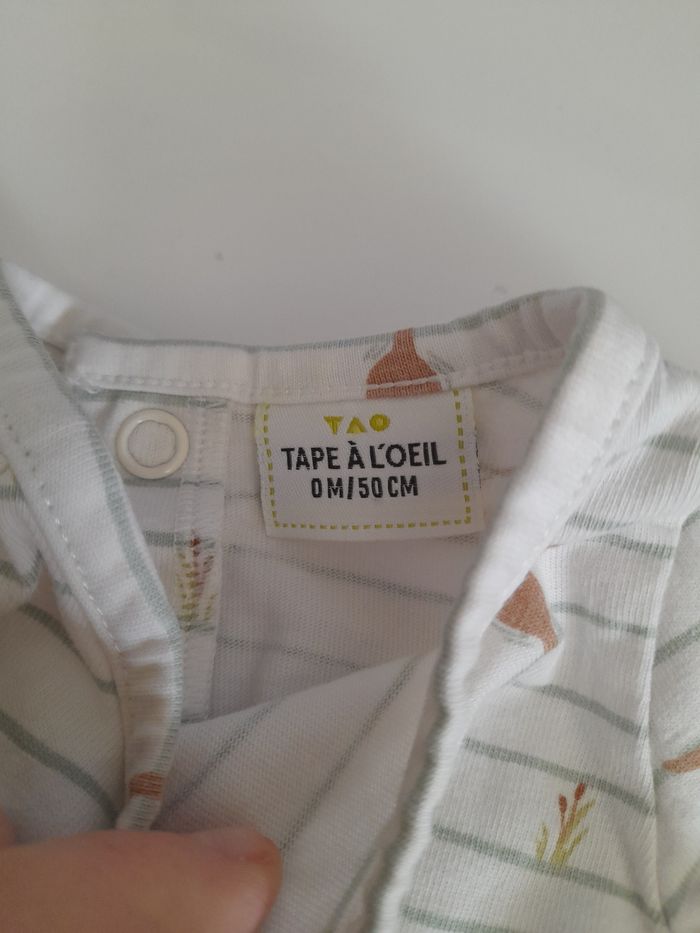 TAO
TAPE À L'OEIL
0M/50CM